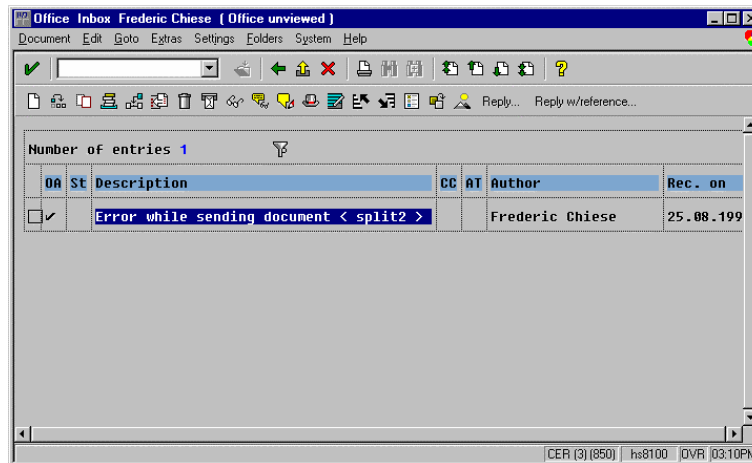 Office Inbox Frederic Chiese ( Office unviewed )
Document Edit Goto Extras Settings Folders System Help
Reply... Reply w/reference...
Number of entries 1
OA St Description CC AT Author Rec. on
Error while sending document < split2 > Frederic Chiese 25.08.199
CER (3) (850) hs8100 OVR 03:10PM